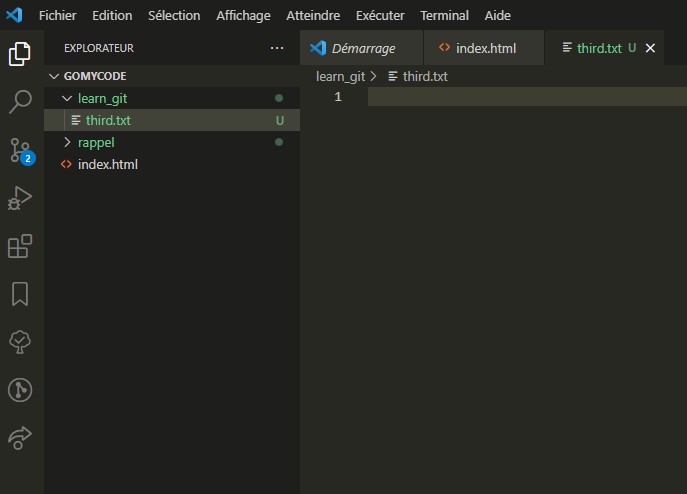 Fichier Edition Sélection Affichage Atteindre Exécuter Terminal Aide
EXPLORATEUR ...
Démarrage index.html third.txt U
GOMYCODE
learn_git > third.txt
1
learn_git
third.txt U
rappel
index.html
2